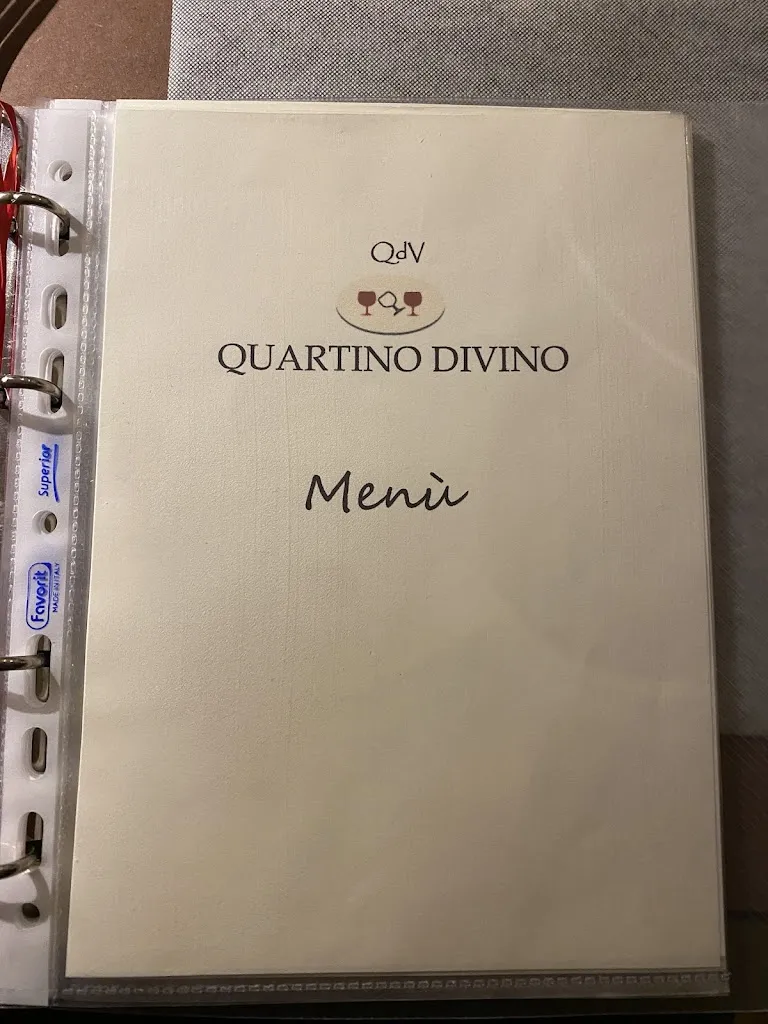 QdV
QUARTINO DIVINO
Menù
Superior
Favorit
MADE IN ITALY